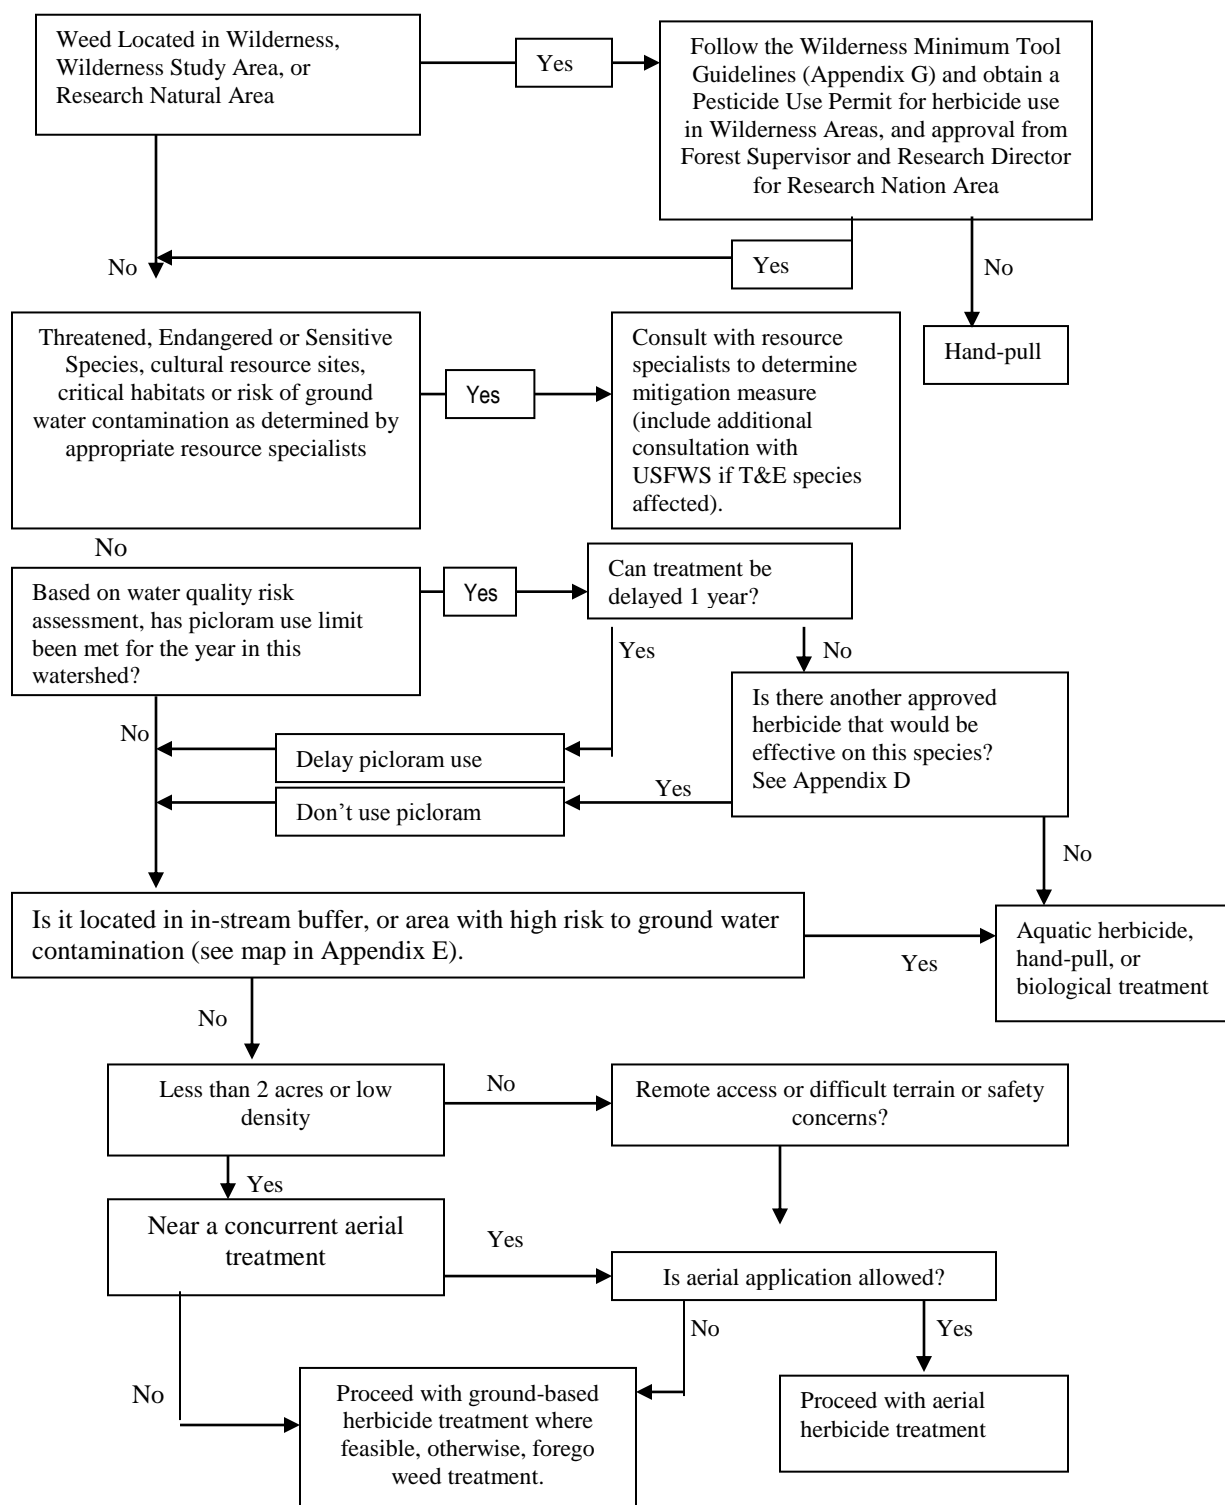 Weed Located in Wilderness,
Wilderness Study Area, or
Research Natural Area
Yes
Follow the Wilderness Minimum Tool
Guidelines (Appendix G) and obtain a
Pesticide Use Permit for herbicide use
in Wilderness Areas, and approval from
Forest Supervisor and Research Director
for Research Nation Area
No
Yes
No
Hand-pull
Threatened, Endangered or Sensitive
Species, cultural resource sites,
critical habitats or risk of ground
water contamination as determined by
appropriate resource specialists
Yes
Consult with resource
specialists to determine
mitigation measure
(include additional
consultation with
USFWS if T&E species
affected).
No
Based on water quality risk
assessment, has picloram use limit
been met for the year in this
watershed?
Yes
Can treatment be
delayed 1 year?
Yes
No
No
Delay picloram use
Is there another approved
herbicide that would be
effective on this species?
See Appendix D
Don’t use picloram
Yes
No
Is it located in in-stream buffer, or area with high risk to ground water
contamination (see map in Appendix E).
Yes
Aquatic herbicide,
hand-pull, or
biological treatment
No
Less than 2 acres or low
density
No
Remote access or difficult terrain or safety
concerns?
Yes
Near a concurrent aerial
treatment
Yes
Is aerial application allowed?
No
Yes
No
Proceed with ground-based
herbicide treatment where
feasible, otherwise, forego
weed treatment.
Proceed with aerial
herbicide treatment